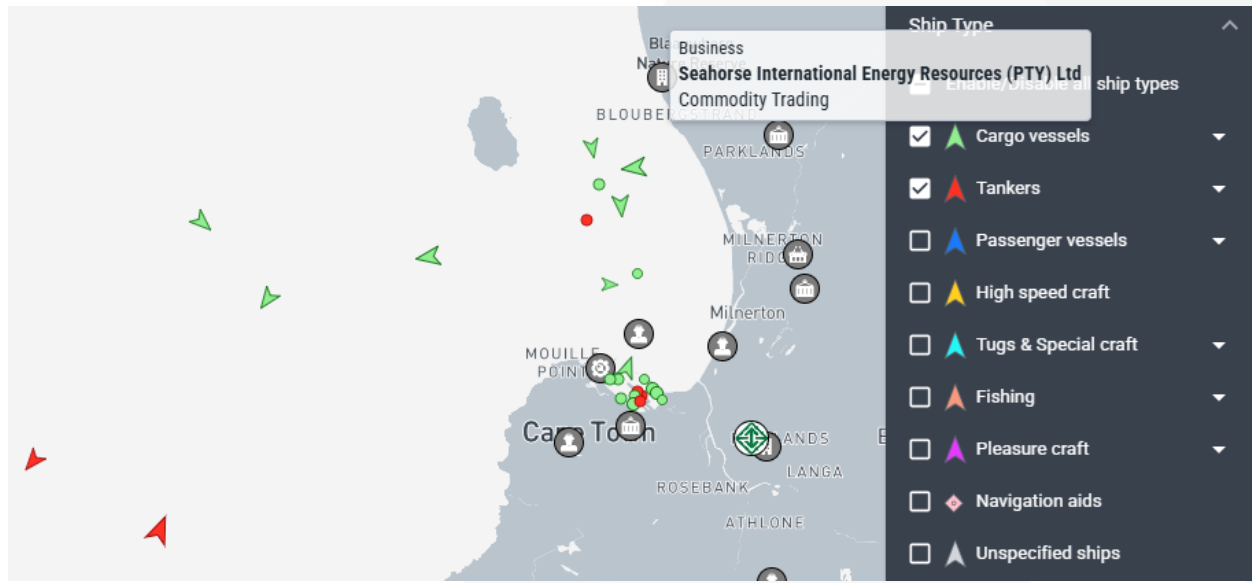 Ship Type
Business
Seahorse International Energy Resources (PTY) Ltd
Commodity Trading
Enable/Disable all ship types
BLOUBERGSTRAND
Nature Reserve
Cargo vessels
PARKLANDS
Tankers
Passenger vessels
MILNERTON
High speed craft
Milnerton
Tugs & Special craft
MOUILLE
POINT
Fishing
Cape Town
Pleasure craft
LANGA
ROSEBANK
Navigation aids
ATHLONE
Unspecified ships